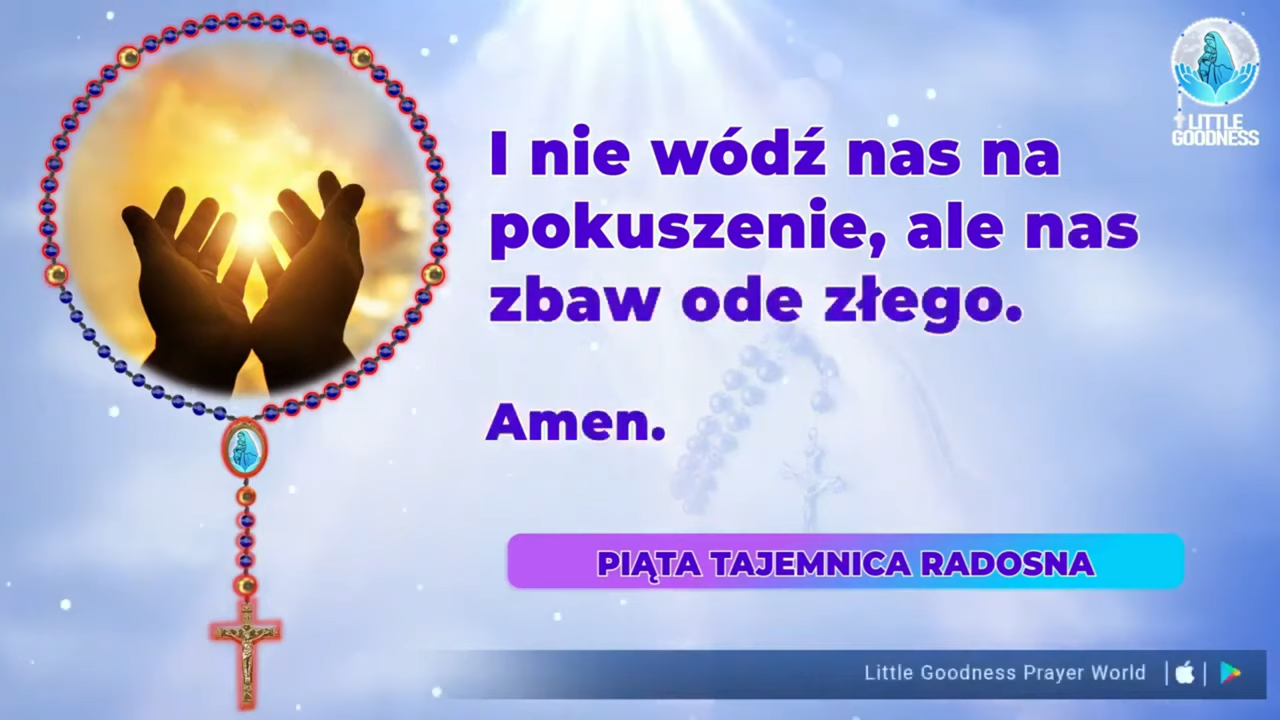 I nie wódź nas na
pokuszenie, ale nas
zbaw ode złego.
Amen.
PIĄTA TAJEMNICA RADOSNA
LITTLE
GOODNESS
Little Goodness Prayer World